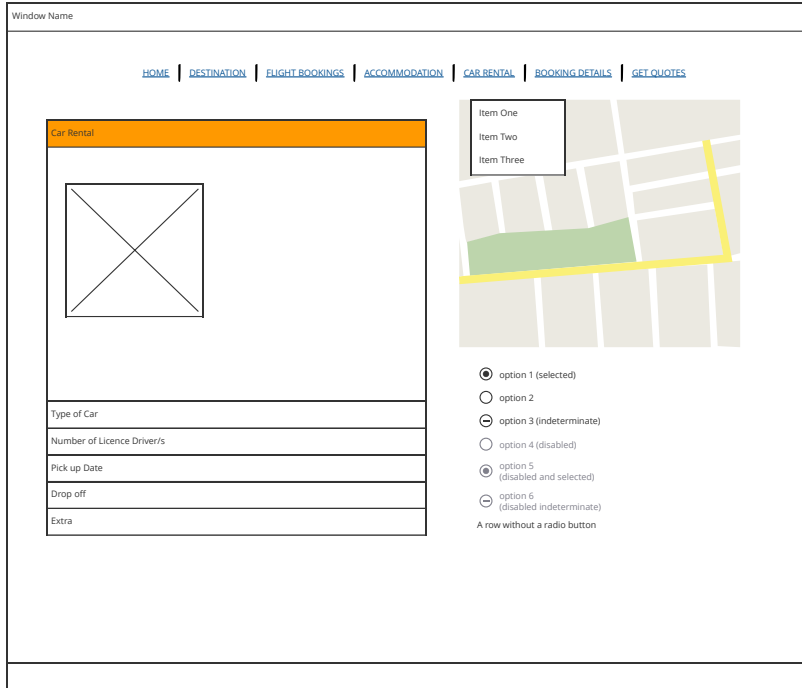 Window Name
HOME DESTINATION FLIGHT BOOKINGS ACCOMMODATION CAR RENTAL BOOKING DETAILS GET QUOTES
Car Rental
Type of Car
Number of Licence Driver/s
Pick up Date
Drop off
Extra
Item One
Item Two
Item Three
option 1 (selected)
option 2
option 3 (indeterminate)
option 4 (disabled)
option 5
(disabled and selected)
option 6
(disabled indeterminate)
A row without a radio button